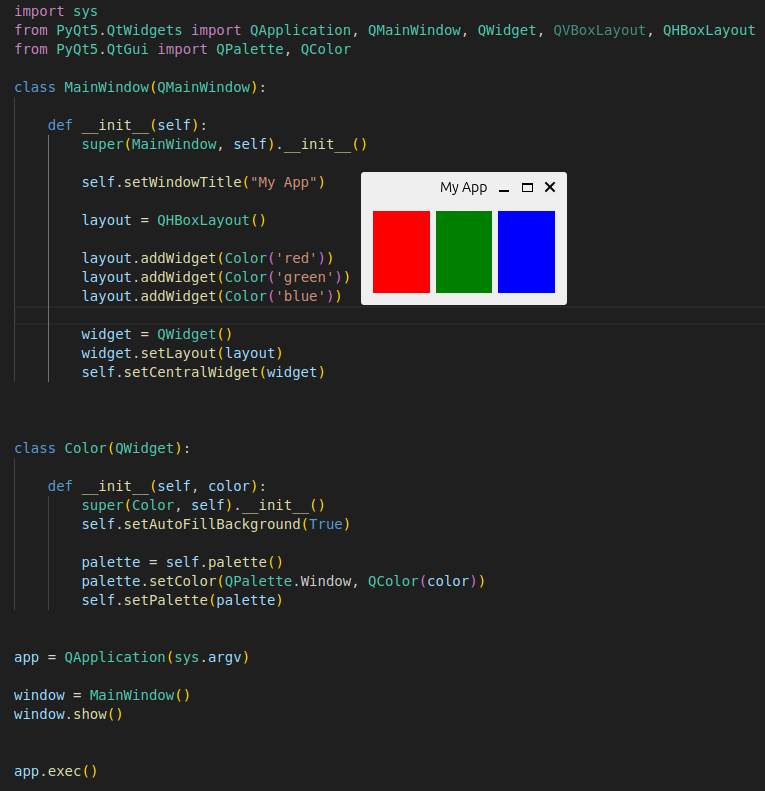 import sys
from PyQt5.QtWidgets import QApplication, QMainWindow, QWidget, QVBoxLayout, QHBoxLayout
from PyQt5.QtGui import QPalette, QColor
class MainWindow(QMainWindow):
def __init__(self):
super(MainWindow, self).__init__()
self.setWindowTitle("My App")
My App
layout = QHBoxLayout()
layout.addWidget(Color('red'))
layout.addWidget(Color('green'))
layout.addWidget(Color('blue'))
widget = QWidget()
widget.setLayout(layout)
self.setCentralWidget(widget)
class Color(QWidget):
def __init__(self, color):
super(Color, self).__init__()
self.setAutoFillBackground(True)
palette = self.palette()
palette.setColor(QPalette.Window, QColor(color))
self.setPalette(palette)
app = QApplication(sys.argv)
window = MainWindow()
window.show()
app.exec()